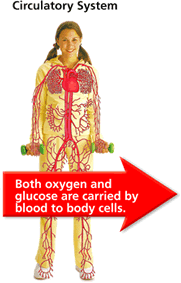 Circulatory System
Both oxygen and
glucose are carried by
blood to body cells.